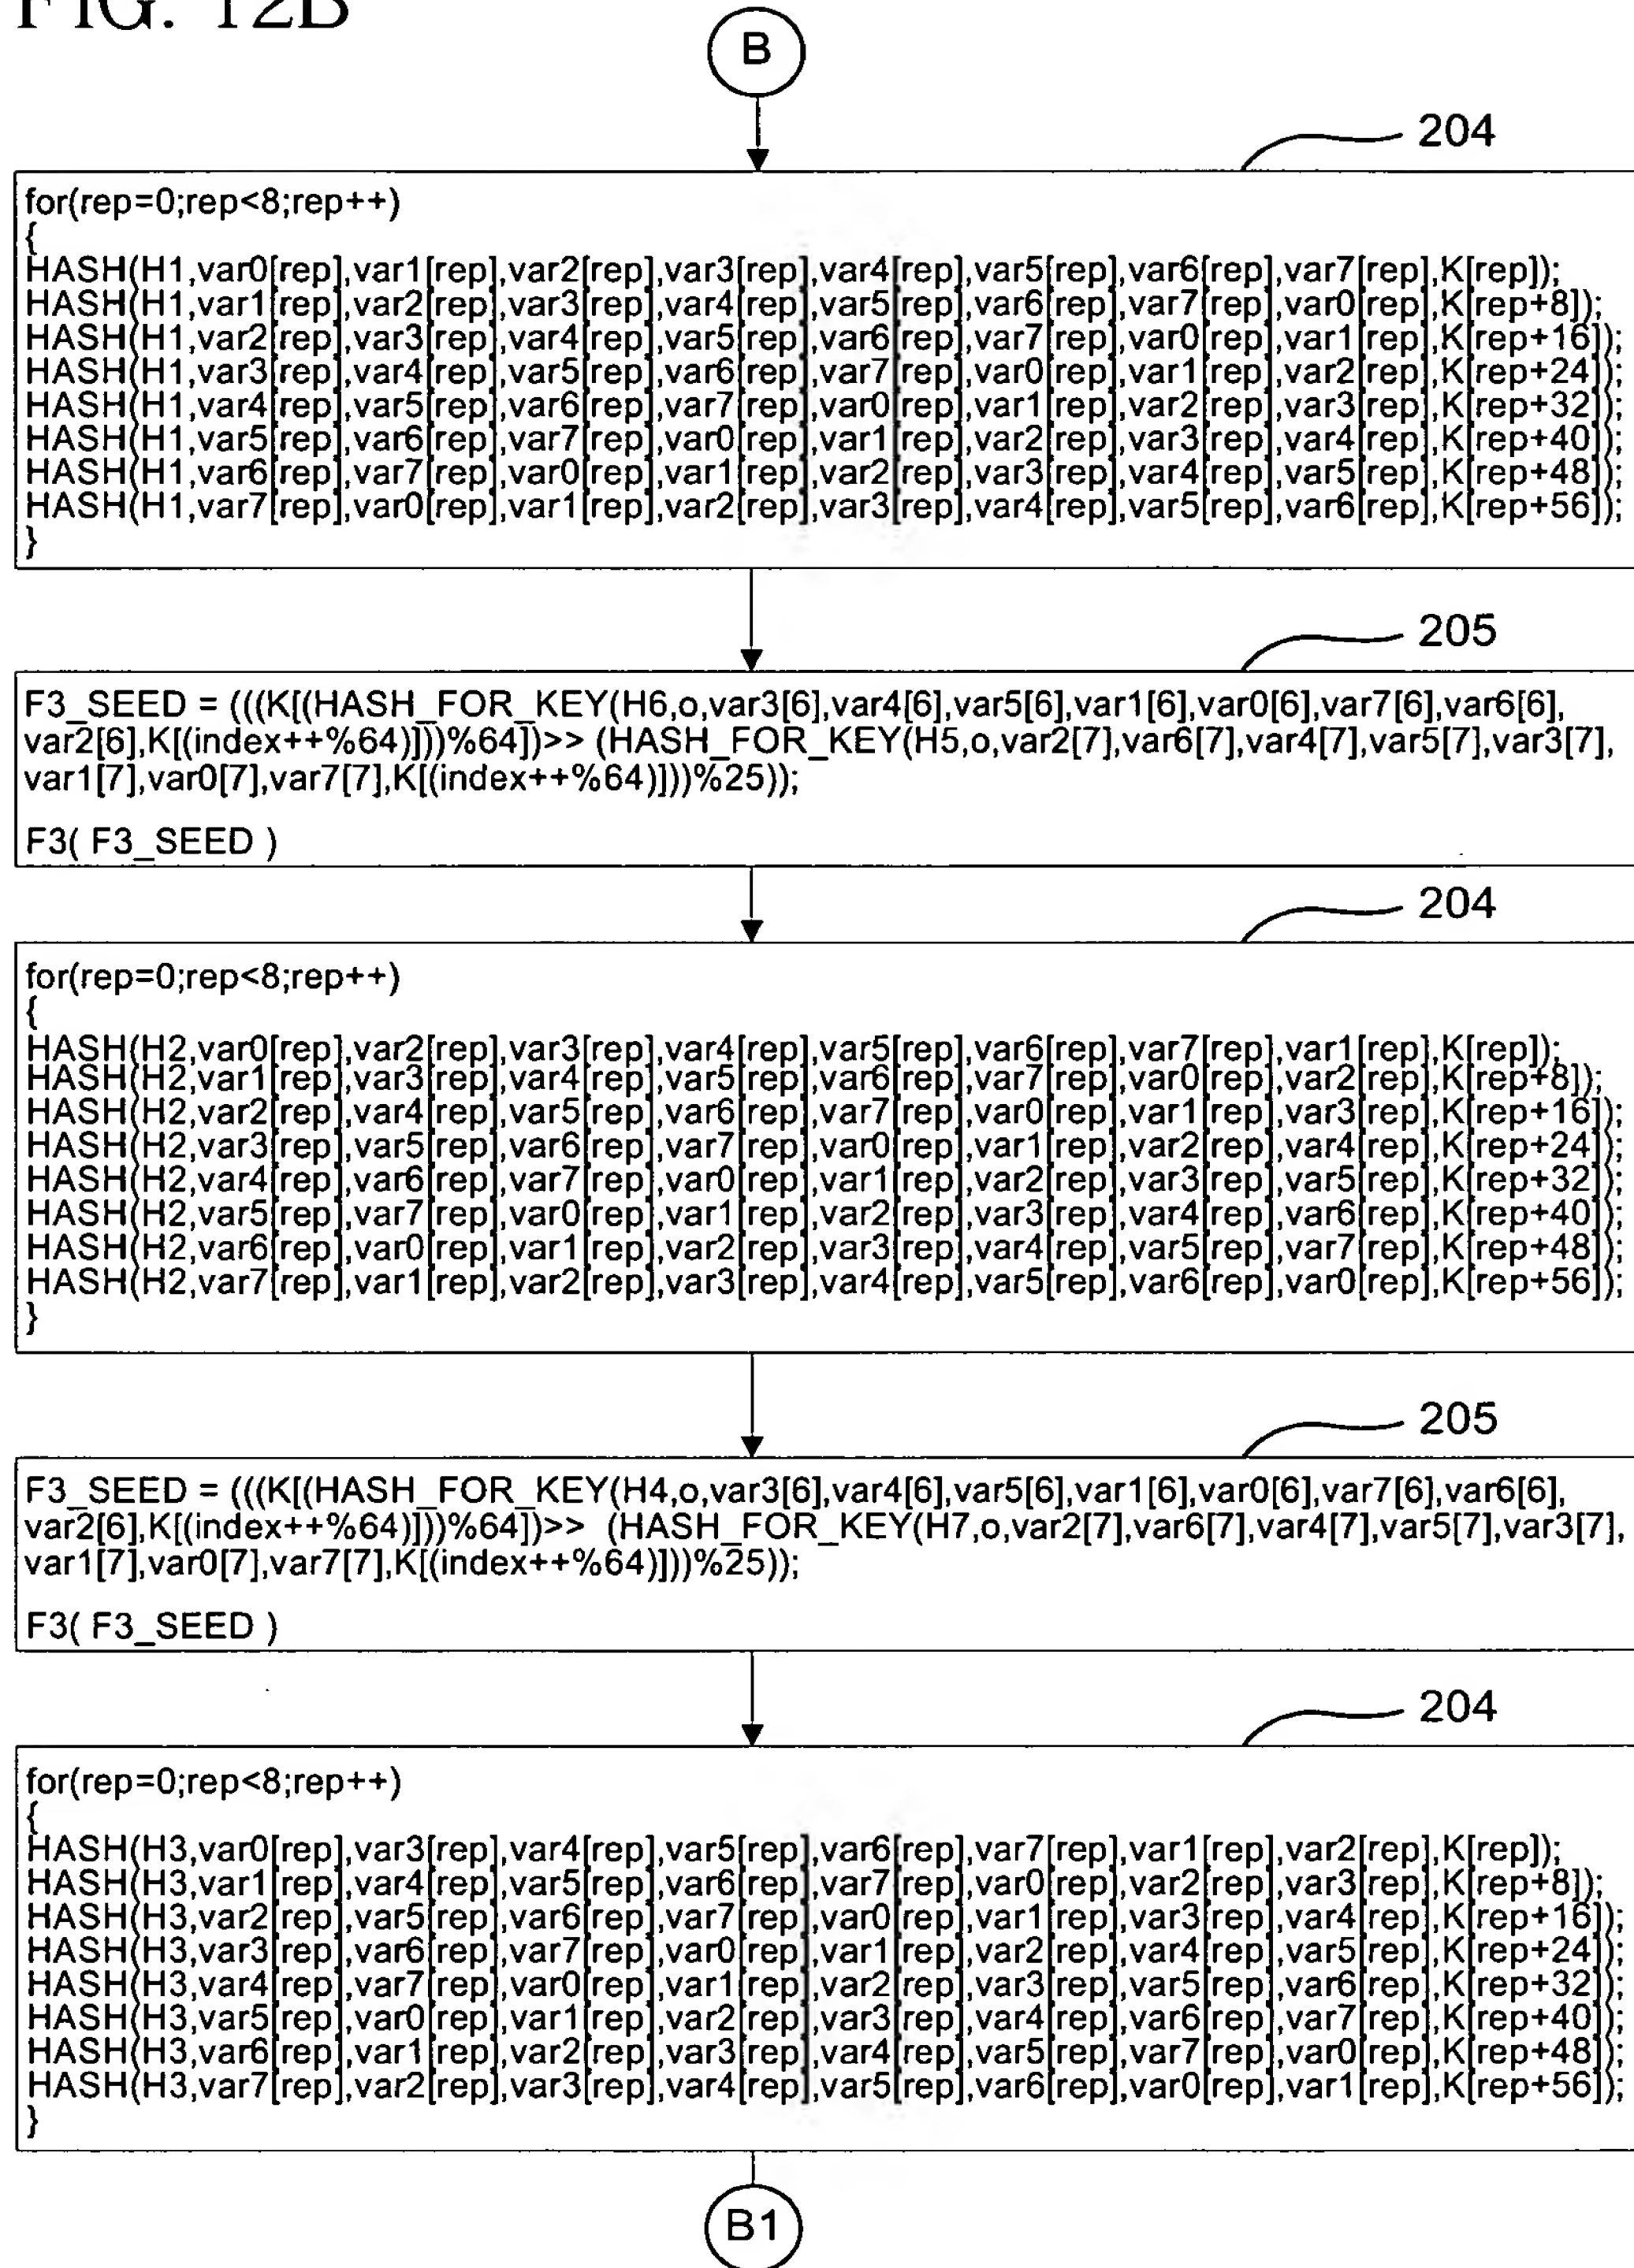 FIG. 12B
B
204
for(rep=0;rep<8;rep++)
{
HASH(H1,var0[rep],var1[rep],var2[rep],var3[rep],var4[rep],var5[rep],var6[rep],var7[rep],K[rep]);
HASH(H1,var1[rep],var2[rep],var3[rep],var4[rep],var5[rep],var6[rep],var7[rep],var0[rep],K[rep+8]);
HASH(H1,var2[rep],var3[rep],var4[rep],var5[rep],var6[rep],var7[rep],var0[rep],var1[rep],K[rep+16]);
HASH(H1,var3[rep],var4[rep],var5[rep],var6[rep],var7[rep],var0[rep],var1[rep],var2[rep],K[rep+24]);
HASH(H1,var4[rep],var5[rep],var6[rep],var7[rep],var0[rep],var1[rep],var2[rep],var3[rep],K[rep+32]);
HASH(H1,var5[rep],var6[rep],var7[rep],var0[rep],var1[rep],var2[rep],var3[rep],var4[rep],K[rep+40]);
HASH(H1,var6[rep],var7[rep],var0[rep],var1[rep],var2[rep],var3[rep],var4[rep],var5[rep],K[rep+48]);
HASH(H1,var7[rep],var0[rep],var1[rep],var2[rep],var3[rep],var4[rep],var5[rep],var6[rep],K[rep+56]);
}
205
F3_SEED = (((K[(HASH_FOR_KEY(H6,o,var3[6],var4[6],var5[6],var1[6],var0[6],var7[6],var6[6],
var2[6],K[(index++%64)]))%64])>> (HASH_FOR_KEY(H5,o,var2[7],var6[7],var4[7],var5[7],var3[7],
var1[7],var0[7],var7[7],K[(index++%64)]))%25));
F3( F3_SEED )
204
for(rep=0;rep<8;rep++)
{
HASH(H2,var0[rep],var2[rep],var3[rep],var4[rep],var5[rep],var6[rep],var7[rep],var1[rep],K[rep]);
HASH(H2,var1[rep],var3[rep],var4[rep],var5[rep],var6[rep],var7[rep],var0[rep],var2[rep],K[rep+8]);
HASH(H2,var2[rep],var4[rep],var5[rep],var6[rep],var7[rep],var0[rep],var1[rep],var3[rep],K[rep+16]);
HASH(H2,var3[rep],var5[rep],var6[rep],var7[rep],var0[rep],var1[rep],var2[rep],var4[rep],K[rep+24]);
HASH(H2,var4[rep],var6[rep],var7[rep],var0[rep],var1[rep],var2[rep],var3[rep],var5[rep],K[rep+32]);
HASH(H2,var5[rep],var7[rep],var0[rep],var1[rep],var2[rep],var3[rep],var4[rep],var6[rep],K[rep+40]);
HASH(H2,var6[rep],var0[rep],var1[rep],var2[rep],var3[rep],var4[rep],var5[rep],var7[rep],K[rep+48]);
HASH(H2,var7[rep],var1[rep],var2[rep],var3[rep],var4[rep],var5[rep],var6[rep],var0[rep],K[rep+56]);
}
205
F3_SEED = (((K[(HASH_FOR_KEY(H4,o,var3[6],var4[6],var5[6],var1[6],var0[6],var7[6],var6[6],
var2[6],K[(index++%64)]))%64])>> (HASH_FOR_KEY(H7,o,var2[7],var6[7],var4[7],var5[7],var3[7],
var1[7],var0[7],var7[7],K[(index++%64)]))%25));
F3( F3_SEED )
204
for(rep=0;rep<8;rep++)
{
HASH(H3,var0[rep],var3[rep],var4[rep],var5[rep],var6[rep],var7[rep],var1[rep],var2[rep],K[rep]);
HASH(H3,var1[rep],var4[rep],var5[rep],var6[rep],var7[rep],var0[rep],var2[rep],var3[rep],K[rep+8]);
HASH(H3,var2[rep],var5[rep],var6[rep],var7[rep],var0[rep],var1[rep],var3[rep],var4[rep],K[rep+16]);
HASH(H3,var3[rep],var6[rep],var7[rep],var0[rep],var1[rep],var2[rep],var4[rep],var5[rep],K[rep+24]);
HASH(H3,var4[rep],var7[rep],var0[rep],var1[rep],var2[rep],var3[rep],var5[rep],var6[rep],K[rep+32]);
HASH(H3,var5[rep],var0[rep],var1[rep],var2[rep],var3[rep],var4[rep],var6[rep],var7[rep],K[rep+40]);
HASH(H3,var6[rep],var1[rep],var2[rep],var3[rep],var4[rep],var5[rep],var7[rep],var0[rep],K[rep+48]);
HASH(H3,var7[rep],var2[rep],var3[rep],var4[rep],var5[rep],var6[rep],var0[rep],var1[rep],K[rep+56]);
}
B1